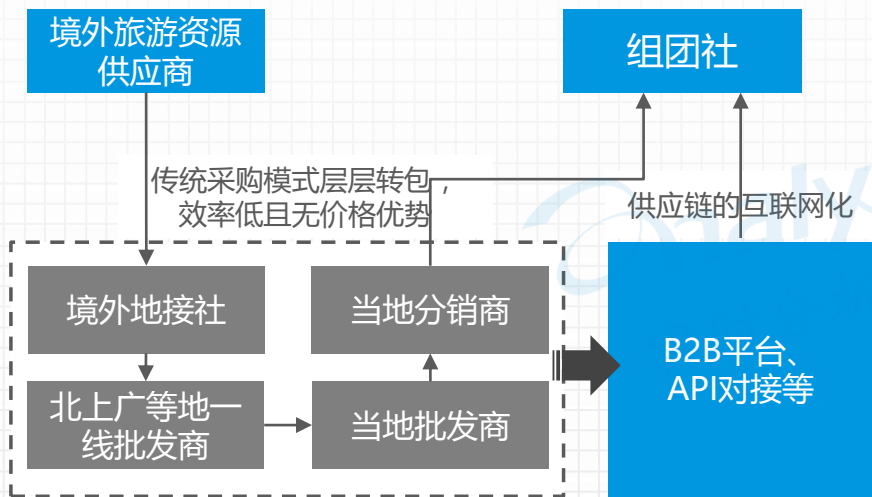 境外旅游资源
供应商
组团社
传统采购模式层层转包，
效率低且无价格优势
供应链的互联网化
境外地接社
当地分销商
北上广等地一
线批发商
当地批发商
B2B平台、
API对接等